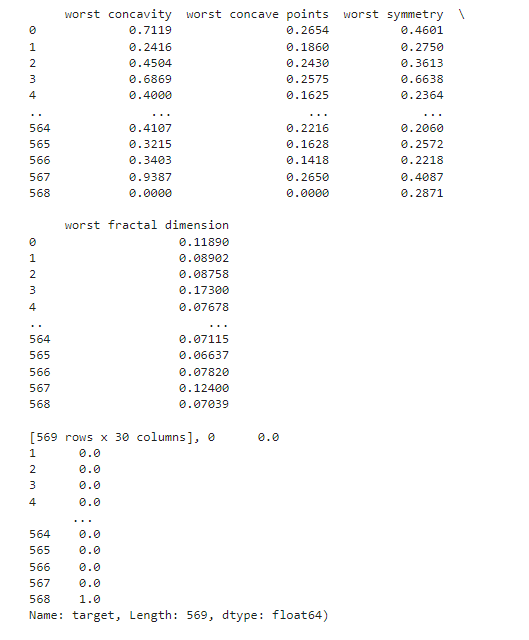 worst concavity  worst concave points  worst symmetry  \
0           0.7119                0.2654          0.4601
1           0.2416                0.1860          0.2750
2           0.4504                0.2430          0.3613
3           0.6869                0.2575          0.6638
4           0.4000                0.1625          0.2364
..             ...                   ...             ...
564         0.4107                0.2216          0.2060
565         0.3215                0.1628          0.2572
566         0.3403                0.1418          0.2218
567         0.9387                0.2650          0.4087
568         0.0000                0.0000          0.2871

     worst fractal dimension
0                    0.11890
1                    0.08902
2                    0.08758
3                    0.17300
4                    0.07678
..                       ...
564                  0.07115
565                  0.06637
566                  0.07820
567                  0.12400
568                  0.07039

[569 rows x 30 columns], 0      0.0
1      0.0
2      0.0
3      0.0
4      0.0
      ...
564    0.0
565    0.0
566    0.0
567    0.0
568    1.0
Name: target, Length: 569, dtype: float64)